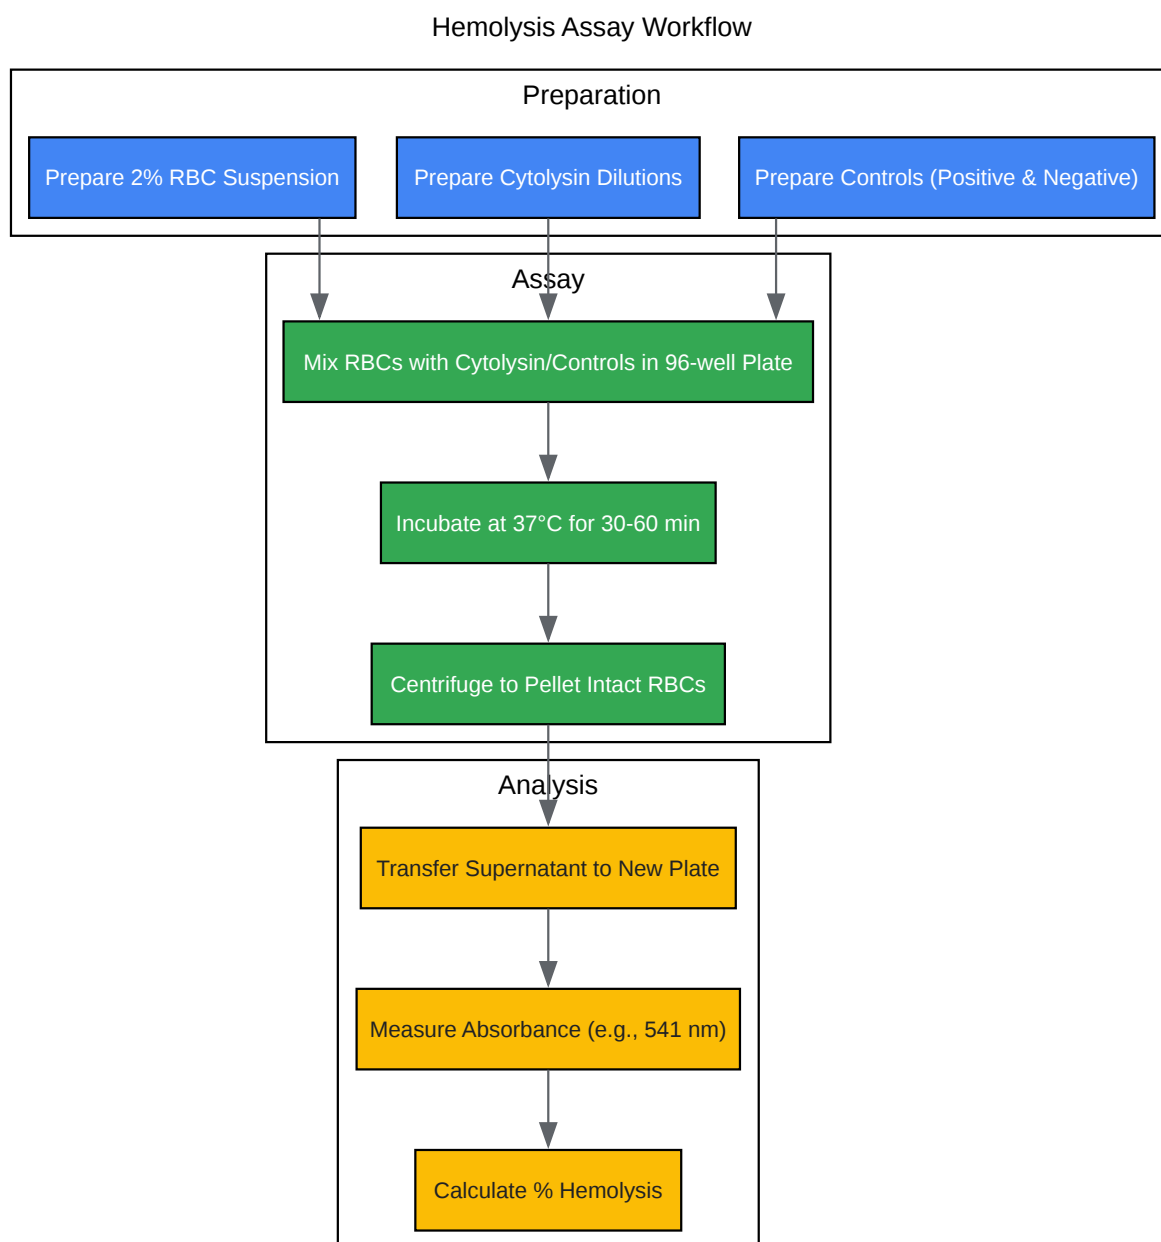 Hemolysis Assay Workflow
Preparation
Prepare 2% RBC Suspension
Prepare Cytolysin Dilutions
Prepare Controls (Positive & Negative)
Assay
Mix RBCs with Cytolysin/Controls in 96-well Plate
Incubate at 37°C for 30-60 min
Centrifuge to Pellet Intact RBCs
Analysis
Transfer Supernatant to New Plate
Measure Absorbance (e.g., 541 nm)
Calculate % Hemolysis